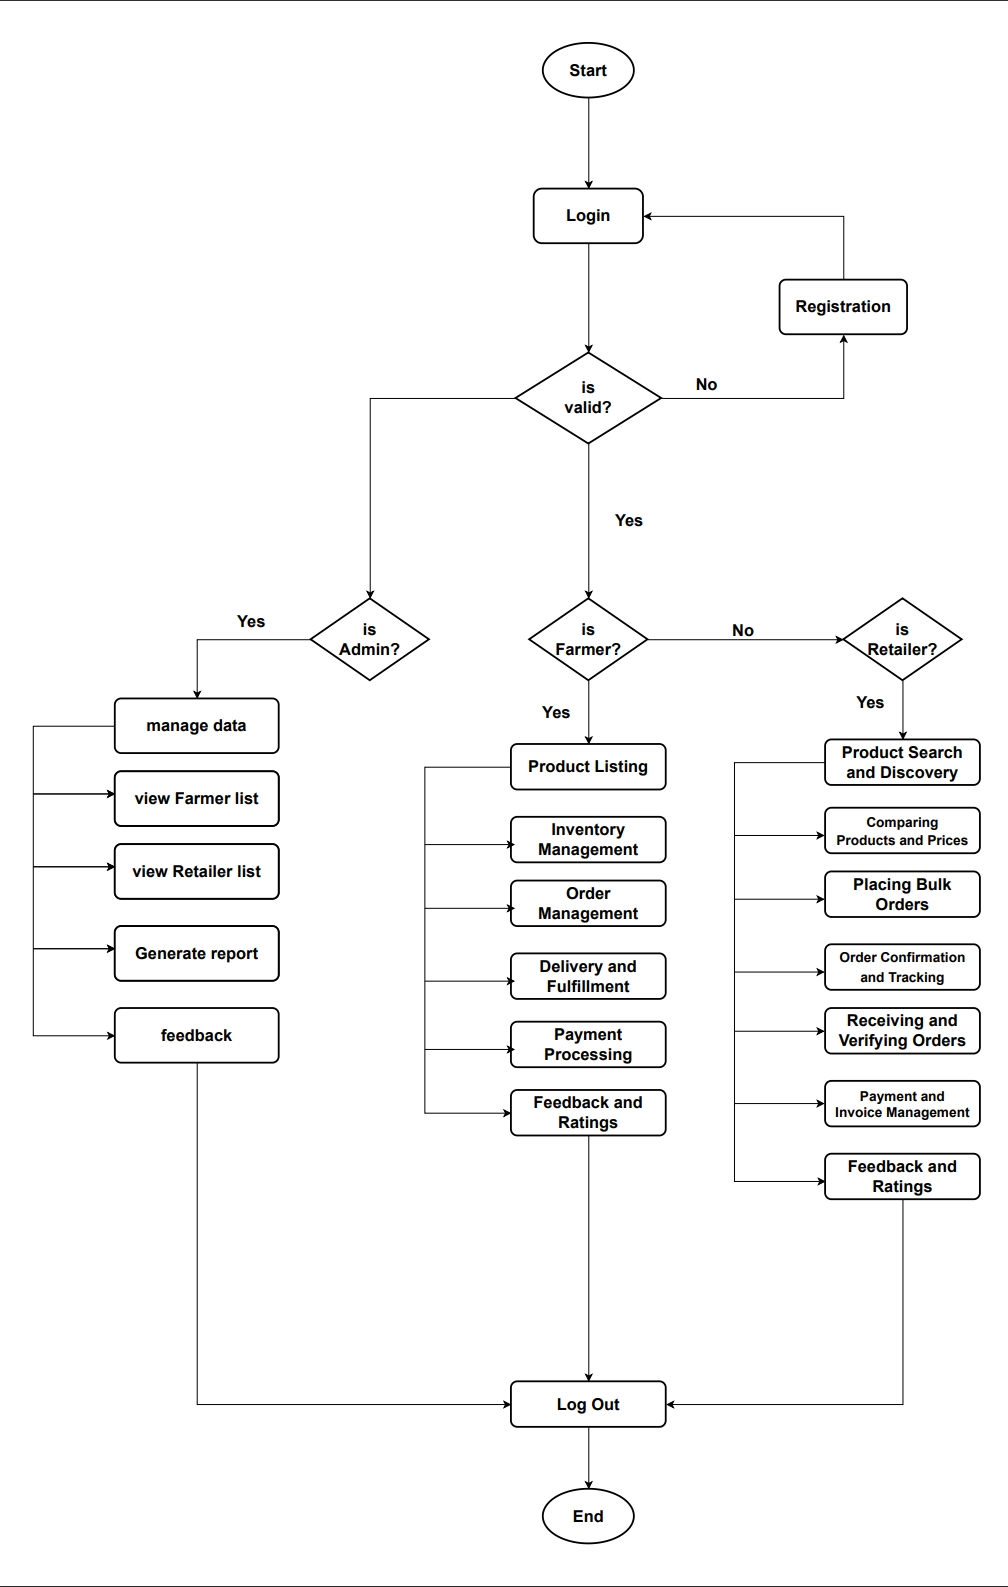 Start
Login
Registration
is
valid?
No
Yes
Yes
is
Admin?
is
Farmer?
No
is
Retailer?
Yes
Yes
manage data
view Farmer list
view Retailer list
Generate report
feedback
Product Listing
Inventory
Management
Order
Management
Delivery and
Fulfillment
Payment
Processing
Feedback and
Ratings
Product Search
and Discovery
Comparing
Products and Prices
Placing Bulk
Orders
Order Confirmation
and Tracking
Receiving and
Verifying Orders
Payment and
Invoice Management
Feedback and
Ratings
Log Out
End